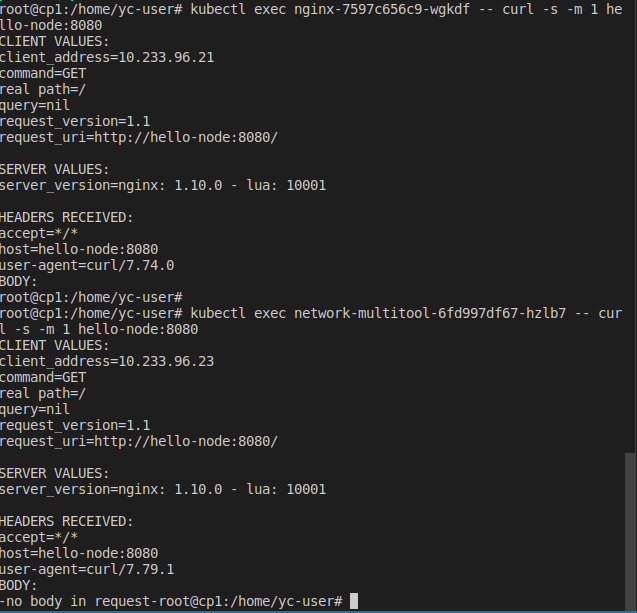 root@cp1:/home/yc-user# kubectl exec nginx-7597c656c9-wgkdf -- curl -s -m 1 he
llo-node:8080
CLIENT VALUES:
client_address=10.233.96.21
command=GET
real path=/
query=nil
request_version=1.1
request_uri=http://hello-node:8080/

SERVER VALUES:
server_version=nginx: 1.10.0 - lua: 10001

HEADERS RECEIVED:
accept=*/*
host=hello-node:8080
user-agent=curl/7.74.0
BODY:
root@cp1:/home/yc-user#
root@cp1:/home/yc-user# kubectl exec network-multitool-6fd997df67-hzlb7 -- cur
l -s -m 1 hello-node:8080
CLIENT VALUES:
client_address=10.233.96.23
command=GET
real path=/
query=nil
request_version=1.1
request_uri=http://hello-node:8080/

SERVER VALUES:
server_version=nginx: 1.10.0 - lua: 10001

HEADERS RECEIVED:
accept=*/*
host=hello-node:8080
user-agent=curl/7.79.1
BODY:
-no body in request-root@cp1:/home/yc-user#